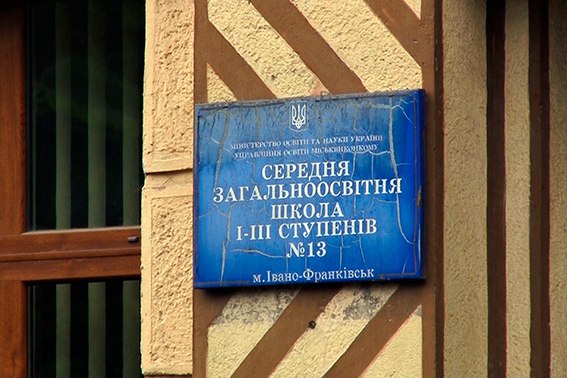 МІНІСТЕРСТВО ОСВІТИ ТА НАУКИ УКРАЇНИ
УПРАВЛІННЯ ОСВІТИ МІСЬКВИКОНКОМУ
СЕРЕДНЯ
ЗАГАЛЬНООСВІТНЯ
ШКОЛА
І-ІІІ СТУПЕНІВ
№13
м.Івано-Франківськ